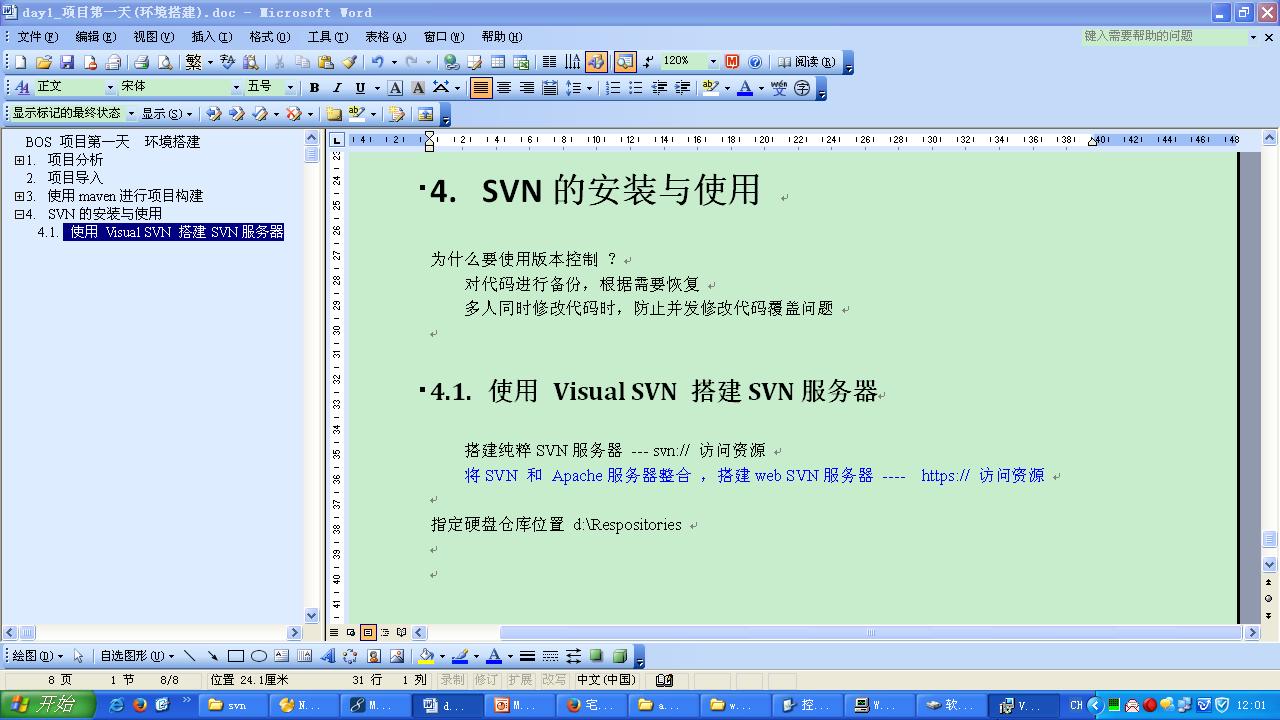 day1_项目第一天(环境搭建).doc - Microsoft Word
文件(F) 编辑(E) 视图(V) 插入(I) 格式(O) 工具(T) 表格(A) 窗口(W) 帮助(H) 键入需要帮助的问题
繁 120% 阅读(R)
正文 宋体 五号 B I U A A
显示标记的最终状态 显示(S)
BOS 项目第一天 环境搭建
1. 项目分析
2. 项目导入
3. 使用 maven 进行项目构建
4. SVN 的安装与使用
4.1. 使用 Visual SVN 搭建 SVN 服务器
4. SVN 的安装与使用
为什么要使用版本控制 ？
对代码进行备份，根据需要恢复
多人同时修改代码时，防止并发修改代码覆盖问题
4.1. 使用 Visual SVN 搭建 SVN 服务器
搭建纯粹 SVN 服务器 --- svn:// 访问资源
将 SVN 和 Apache 服务器整合 ，搭建 web SVN 服务器 ---- https:// 访问资源
指定硬盘仓库位置 d:\Respositories
绘图(D) 自选图形(U)
8 页 1 节 8/8 位置 24.1厘米 31 行 1 列 录制 修订 扩展 改写 中文(中国)
开始 svn N... M... d... M... 宅... a... w... 控... W... 软... V... CH 12:01